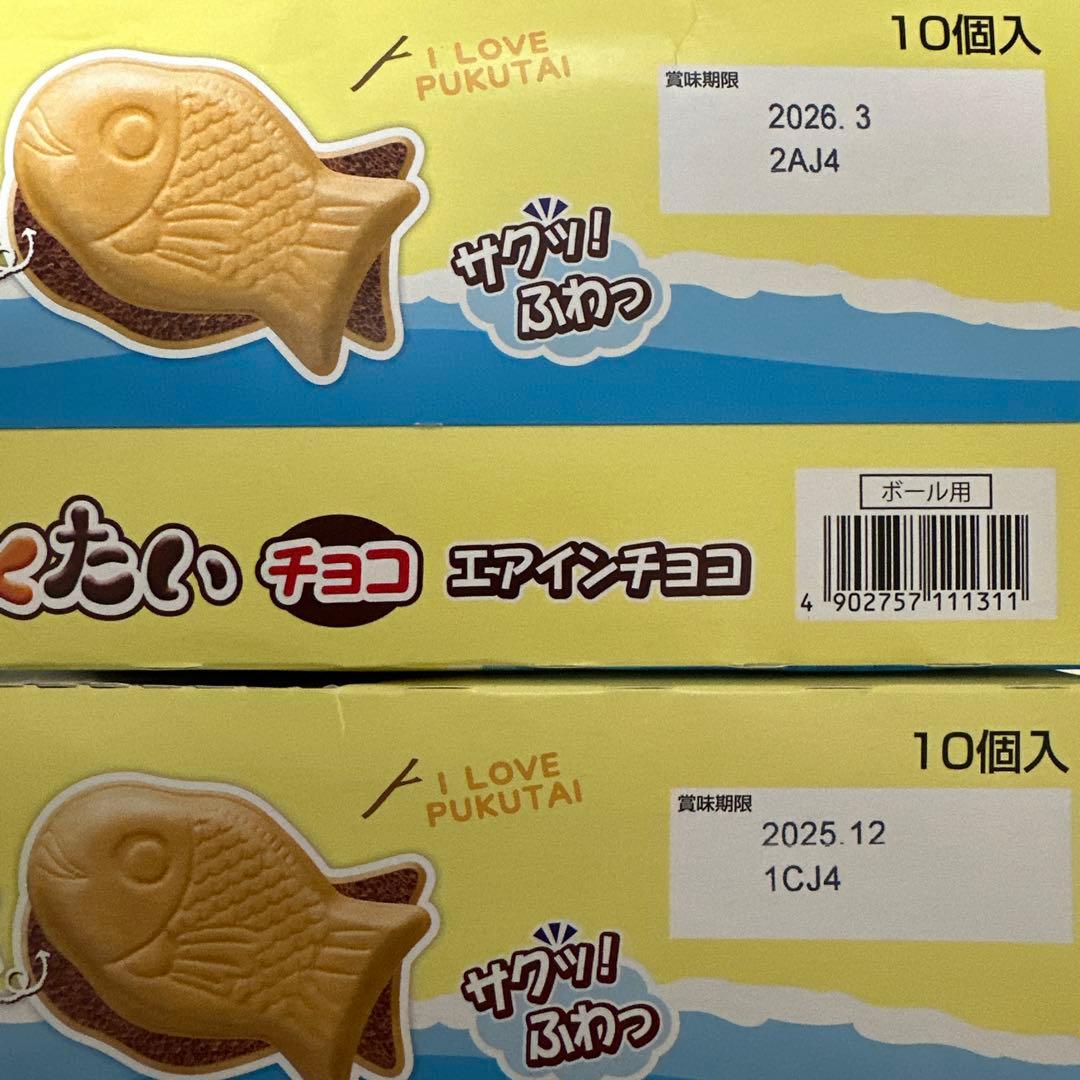 I LOVE
PUKUTAI
10個入
賞味期限
2026. 3
2AJ4
サクッ!
ふわっ
くたい チョコ エアインチョコ
ボール用
4 902757 111311
I LOVE
PUKUTAI
10個入
賞味期限
2025.12
1CJ4
サクッ!
ふわっ